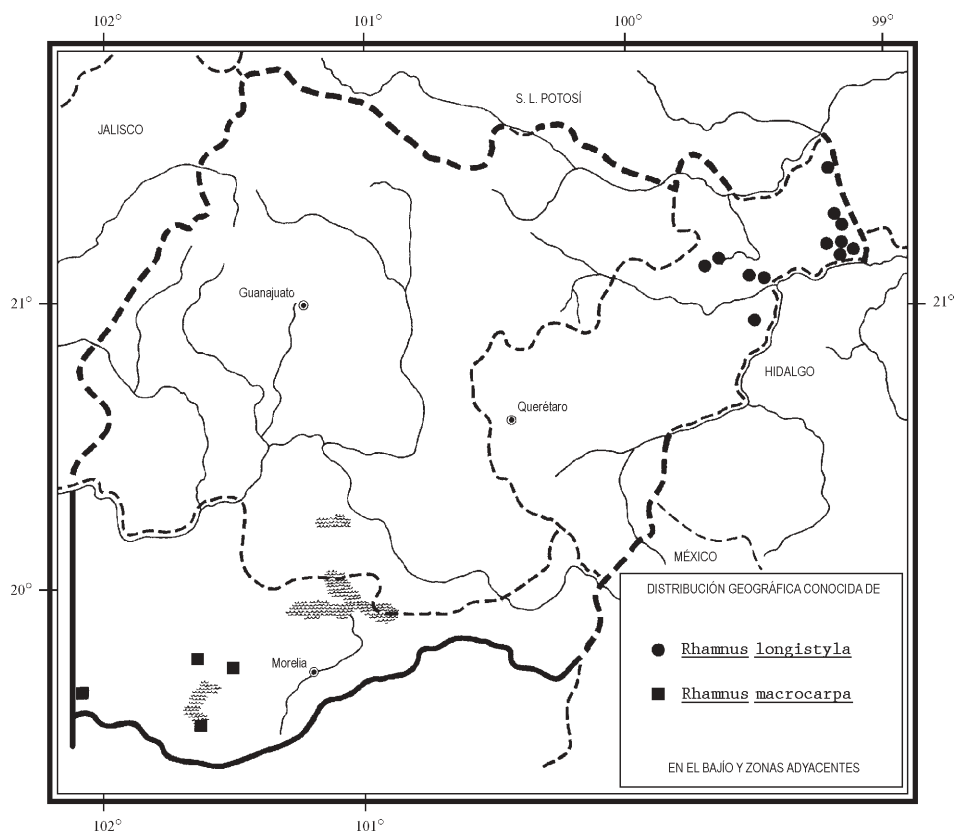 102° 101° 100° 99°
S. L. POTOSÍ
JALISCO
Guanajuato
21° 21°
HIDALGO
Querétaro
MÉXICO
20°
DISTRIBUCIÓN GEOGRÁFICA CONOCIDA DE
Rhamnus longistyla
Morelia
Rhamnus macrocarpa
EN EL BAJÍO Y ZONAS ADYACENTES
102° 101°